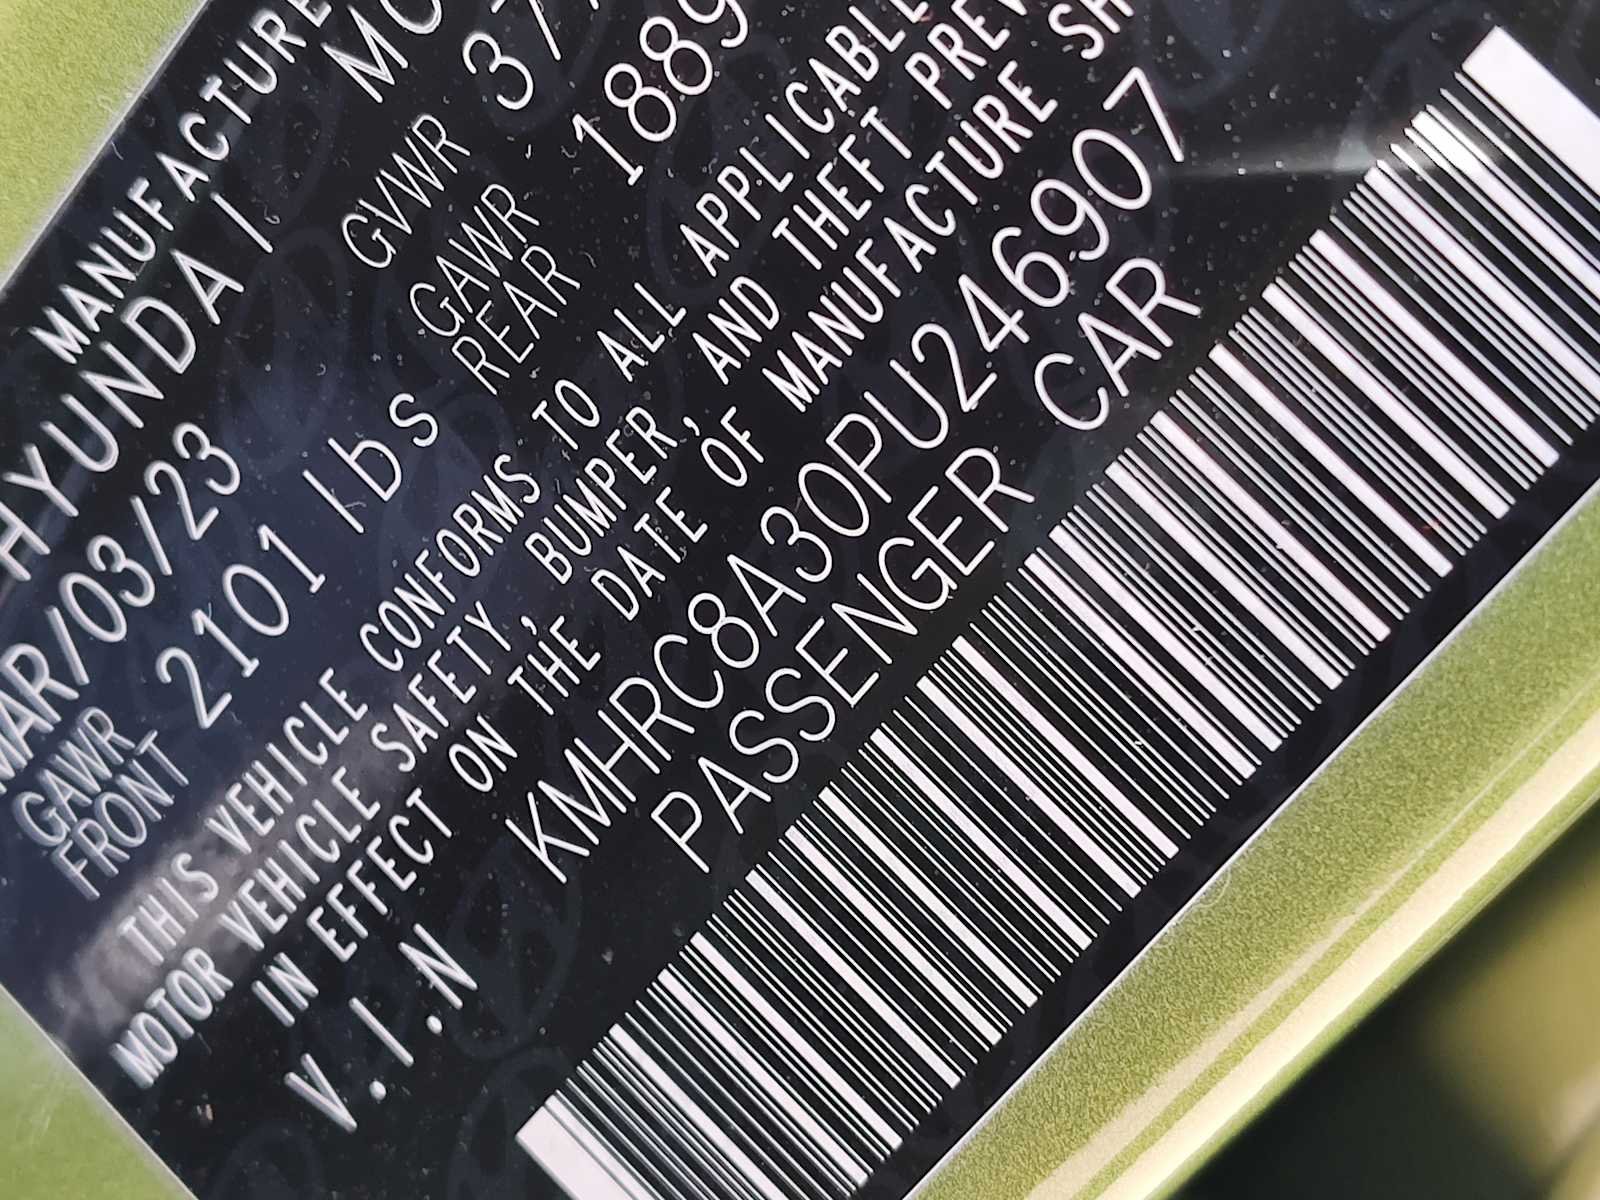 MANUFACTURE
HYUNDAI MO
MAR/03/23 GVWR 37
GAWR FRONT 2101 lbs GAWR REAR 1889
THIS VEHICLE CONFORMS TO ALL APPLICABLE
MOTOR VEHICLE SAFETY, BUMPER, AND THEFT PREV
IN EFFECT ON THE DATE OF MANUFACTURE SH
V.I.N KMHRC8A30PU246907
PASSENGER CAR